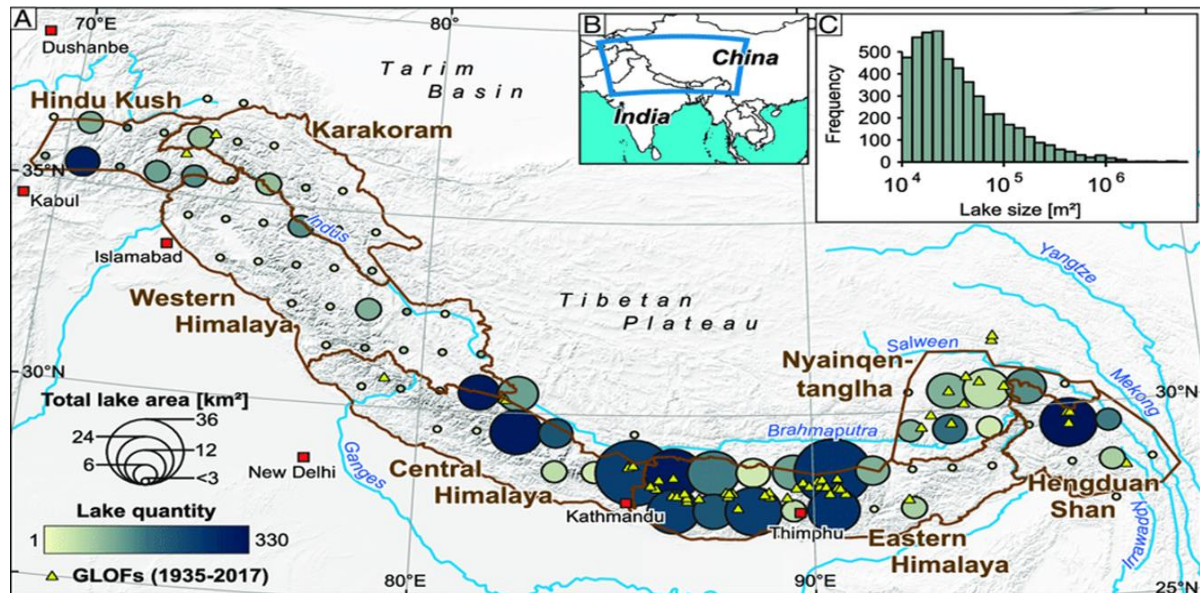 A
70°E
80°
90°
Dushanbe
Tarim
Basin
Hindu Kush
Karakoram
35°N
Kabul
Islamabad
Indus
Western
Himalaya
Tibetan
Plateau
30°N
Total lake area [km²]
36
24
12
6
<3
Lake quantity
1
330
GLOFs (1935-2017)
New Delhi
Ganges
Central
Himalaya
Kathmandu
Brahmaputra
Thimphu
Eastern
Himalaya
Nyainqen-
tanglha
Salween
Yangtze
Mekong
30°N
Hengduan
Shan
Irrawaddy
80°E
90°E
25°N
B
China
India
C
Frequency
500
400
300
200
100
0
10⁴
10⁵
10⁶
Lake size [m²]